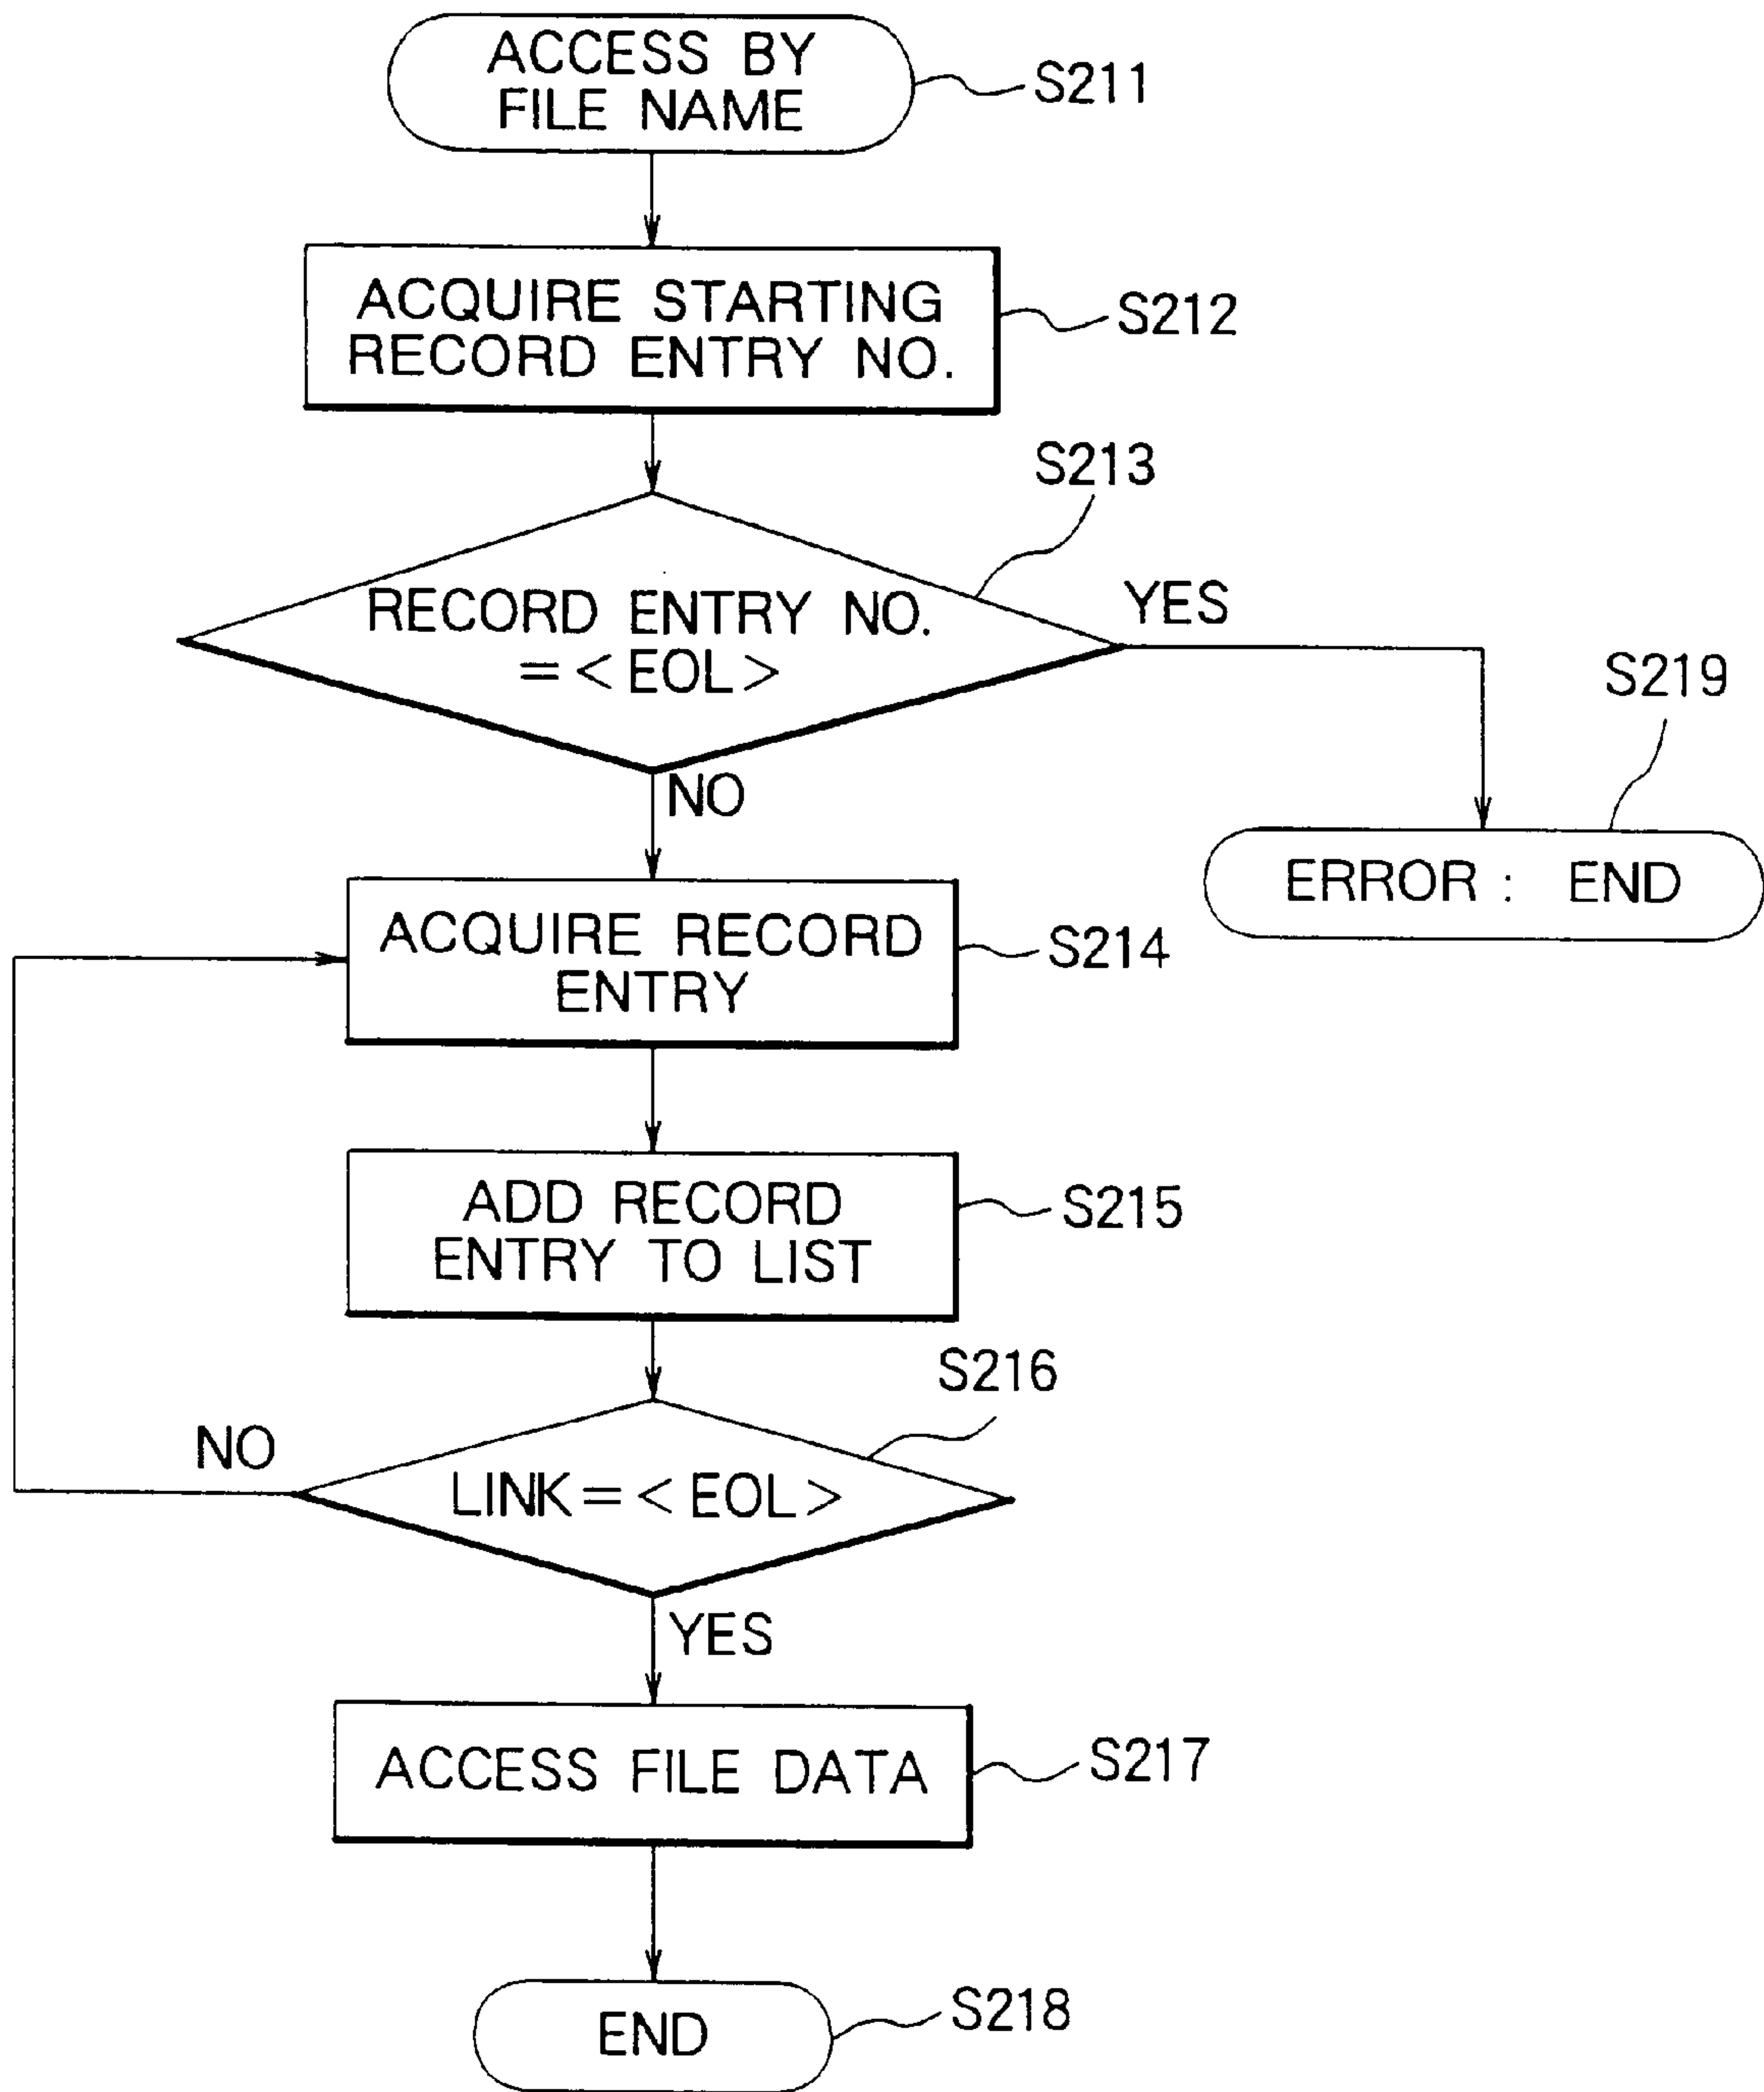 ACCESS BY
FILE NAME
S211
ACQUIRE STARTING
RECORD ENTRY NO.
S212
S213
RECORD ENTRY NO.
=<EOL>
YES
S219
NO
ERROR : END
ACQUIRE RECORD
ENTRY
S214
ADD RECORD
ENTRY TO LIST
S215
S216
NO
LINK=<EOL>
YES
ACCESS FILE DATA
S217
END
S218